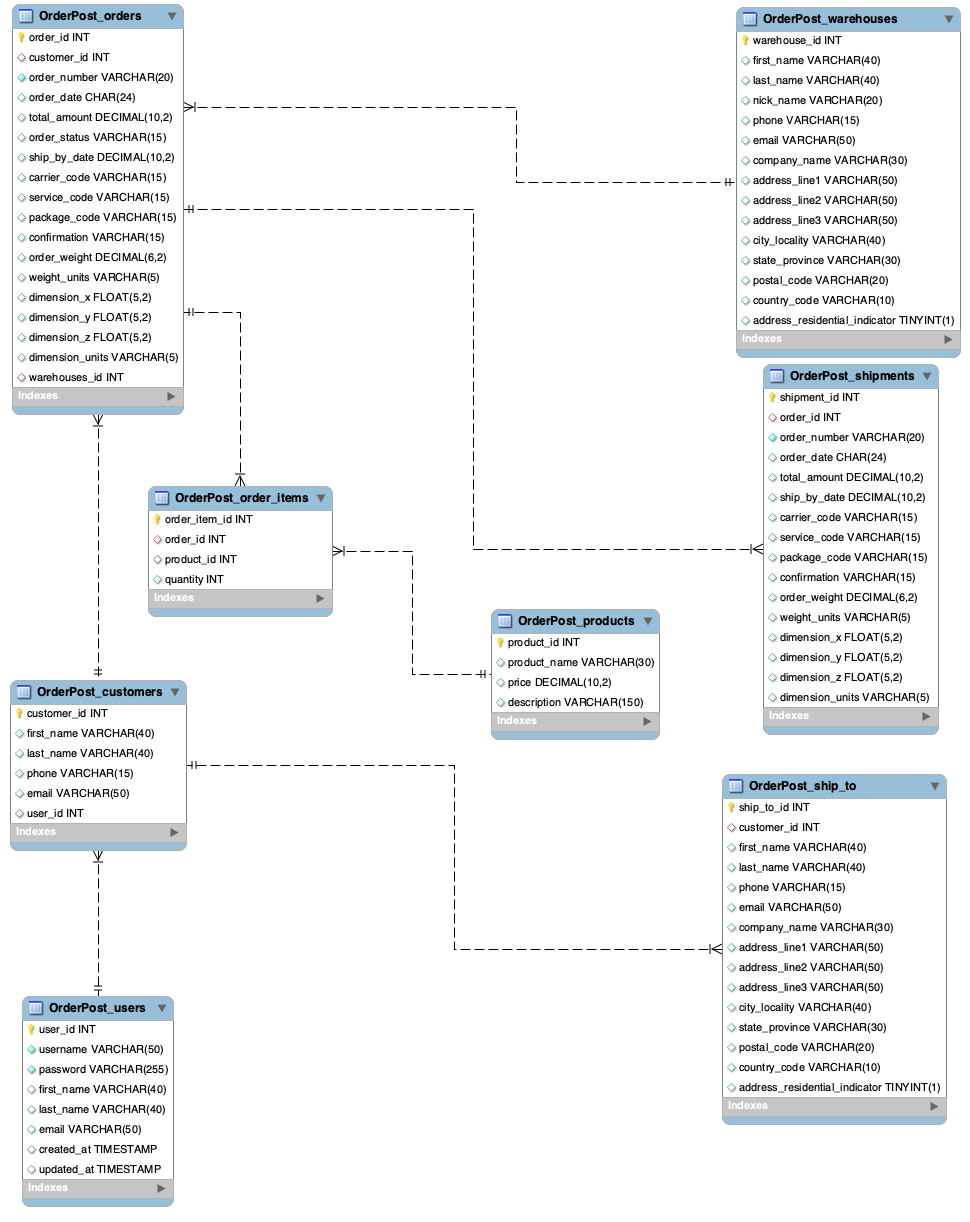 OrderPost_orders
order_id INT
customer_id INT
order_number VARCHAR(20)
order_date CHAR(24)
total_amount DECIMAL(10,2)
order_status VARCHAR(15)
ship_by_date DECIMAL(10,2)
carrier_code VARCHAR(15)
service_code VARCHAR(15)
package_code VARCHAR(15)
confirmation VARCHAR(15)
order_weight DECIMAL(6,2)
weight_units VARCHAR(5)
dimension_x FLOAT(5,2)
dimension_y FLOAT(5,2)
dimension_z FLOAT(5,2)
dimension_units VARCHAR(5)
warehouses_id INT
Indexes
OrderPost_warehouses
warehouse_id INT
first_name VARCHAR(40)
last_name VARCHAR(40)
nick_name VARCHAR(20)
phone VARCHAR(15)
email VARCHAR(50)
company_name VARCHAR(30)
address_line1 VARCHAR(50)
address_line2 VARCHAR(50)
address_line3 VARCHAR(50)
city_locality VARCHAR(40)
state_province VARCHAR(30)
postal_code VARCHAR(20)
country_code VARCHAR(10)
address_residential_indicator TINYINT(1)
Indexes
OrderPost_shipments
shipment_id INT
order_id INT
order_number VARCHAR(20)
order_date CHAR(24)
total_amount DECIMAL(10,2)
ship_by_date DECIMAL(10,2)
carrier_code VARCHAR(15)
service_code VARCHAR(15)
package_code VARCHAR(15)
confirmation VARCHAR(15)
order_weight DECIMAL(6,2)
weight_units VARCHAR(5)
dimension_x FLOAT(5,2)
dimension_y FLOAT(5,2)
dimension_z FLOAT(5,2)
dimension_units VARCHAR(5)
Indexes
OrderPost_order_items
order_item_id INT
order_id INT
product_id INT
quantity INT
Indexes
OrderPost_products
product_id INT
product_name VARCHAR(30)
price DECIMAL(10,2)
description VARCHAR(150)
Indexes
OrderPost_customers
customer_id INT
first_name VARCHAR(40)
last_name VARCHAR(40)
phone VARCHAR(15)
email VARCHAR(50)
user_id INT
Indexes
OrderPost_ship_to
ship_to_id INT
customer_id INT
first_name VARCHAR(40)
last_name VARCHAR(40)
phone VARCHAR(15)
email VARCHAR(50)
company_name VARCHAR(30)
address_line1 VARCHAR(50)
address_line2 VARCHAR(50)
address_line3 VARCHAR(50)
city_locality VARCHAR(40)
state_province VARCHAR(30)
postal_code VARCHAR(20)
country_code VARCHAR(10)
address_residential_indicator TINYINT(1)
Indexes
OrderPost_users
user_id INT
username VARCHAR(50)
password VARCHAR(255)
first_name VARCHAR(40)
last_name VARCHAR(40)
email VARCHAR(50)
created_at TIMESTAMP
updated_at TIMESTAMP
Indexes